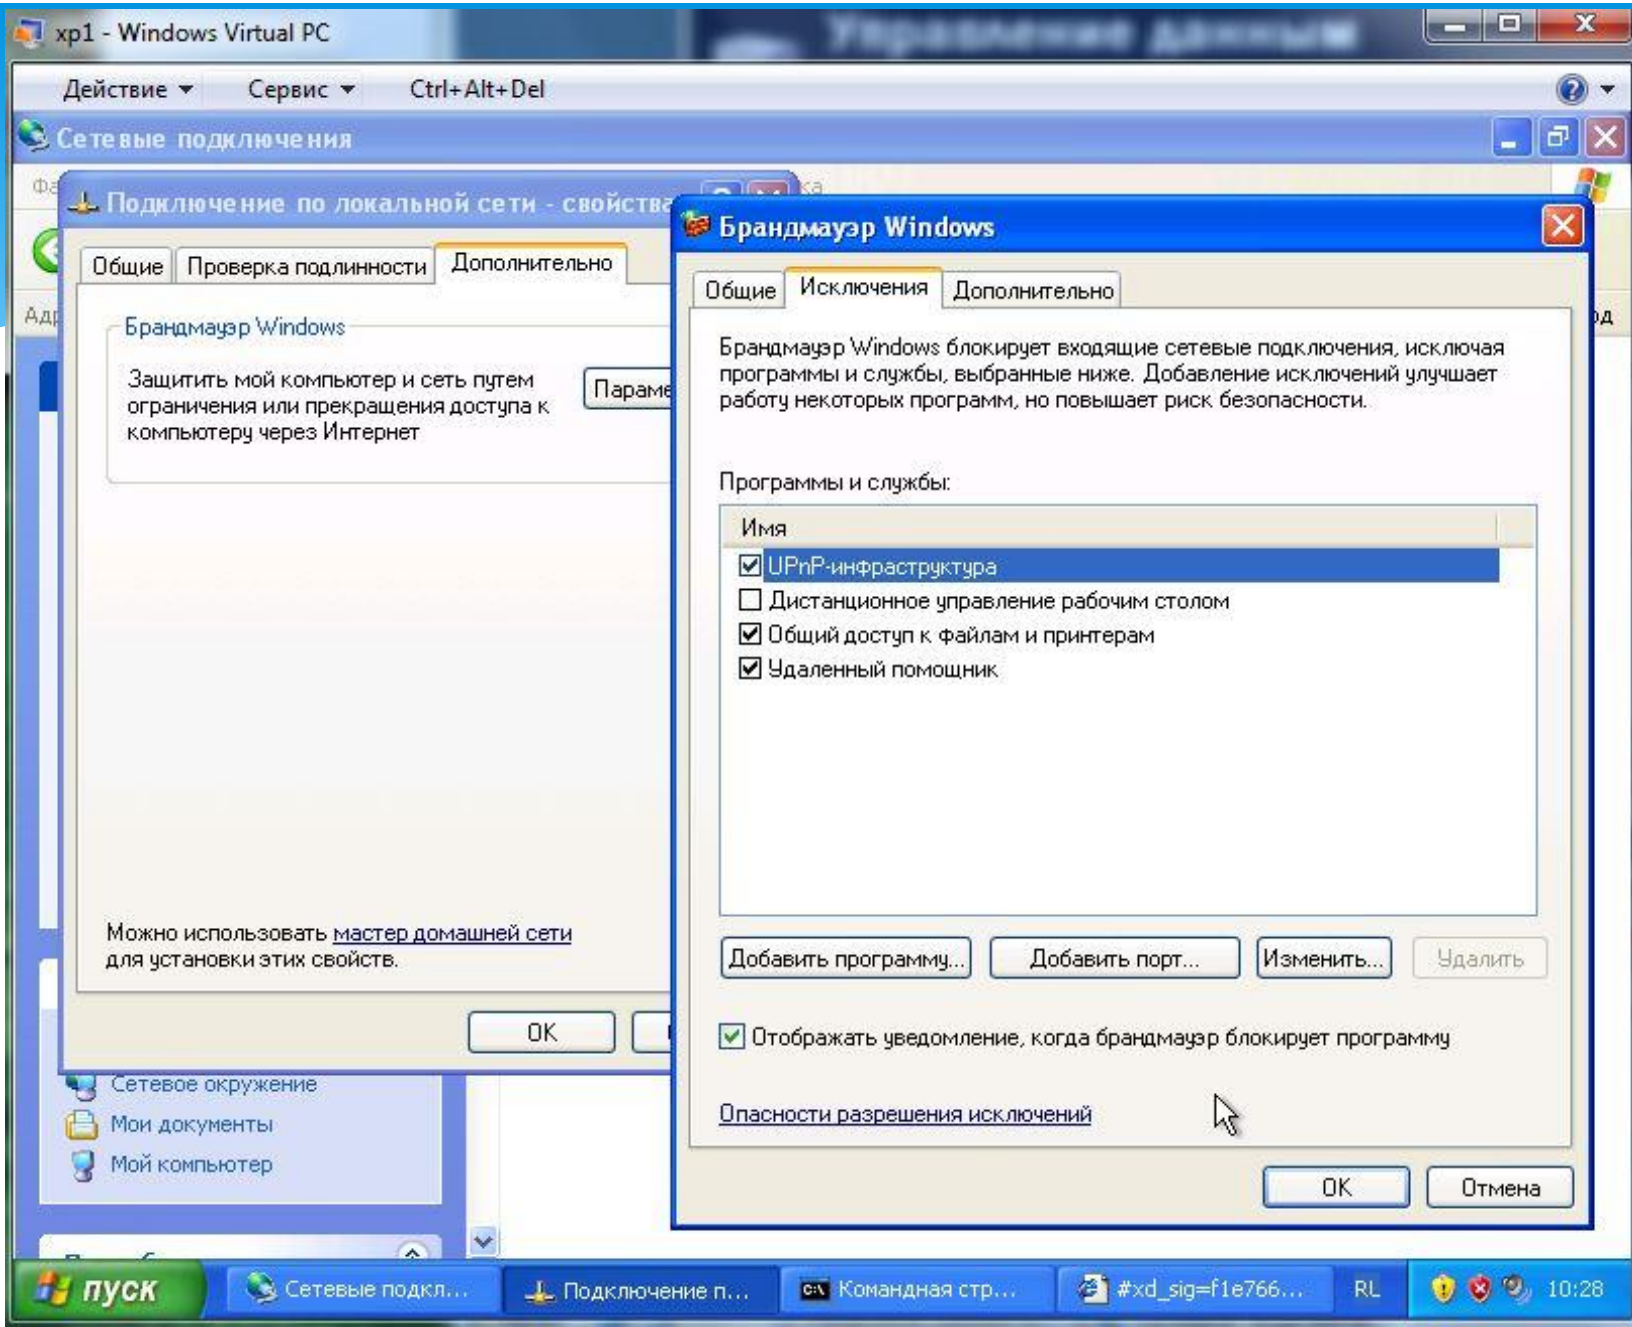 Управление данным
xp1 - Windows Virtual PC
Действие Сервис Ctrl+Alt+Del
Сетевые подключения
Подключение по локальной сети - свойства
Общие Проверка подлинности Дополнительно
Брандмауэр Windows
Защитить мой компьютер и сеть путем
ограничения или прекращения доступа к
компьютеру через Интернет
Параме
Можно использовать мастер домашней сети
для установки этих свойств.
OK
Брандмауэр Windows
Общие Исключения Дополнительно
Брандмауэр Windows блокирует входящие сетевые подключения, исключая
программы и службы, выбранные ниже. Добавление исключений улучшает
работу некоторых программ, но повышает риск безопасности.
Программы и службы:
Имя
UPnP-инфраструктура
Дистанционное управление рабочим столом
Общий доступ к файлам и принтерам
Удаленный помощник
Добавить программу... Добавить порт... Изменить... Удалить
Отображать уведомление, когда брандмауэр блокирует программу
Опасности разрешения исключений
OK Отмена
Сетевое окружение
Мои документы
Мой компьютер
пуск Сетевые подкл... Подключение п... Командная стр... #xd_sig=f1e766... RL 10:28